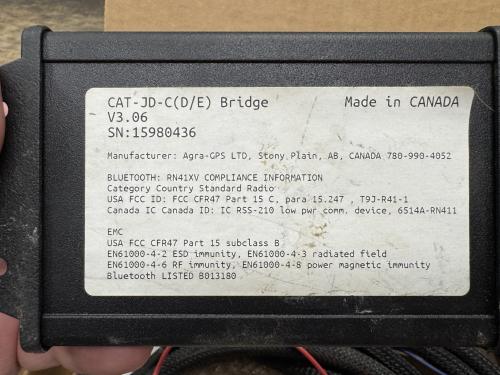 CAT-JD-C(D/E) Bridge Made in CANADA
V3.06
SN:15980436
Manufacturer: Agra-GPS LTD, Stony Plain, AB, CANADA 780-990-4052
BLUETOOTH: RN41XV COMPLIANCE INFORMATION
Category Country Standard Radio
USA FCC ID: FCC CFR47 Part 15 C, para 15.247 , T9J-R41-1
Canada IC Canada ID: IC RSS-210 low pwr comm. device, 6514A-RN411
EMC
USA FCC CFR47 Part 15 subclass B
EN61000-4-2 ESD immunity, EN61000-4-3 radiated field
EN61000-4-6 RF immunity, EN61000-4-8 power magnetic immunity
Bluetooth LISTED B013180